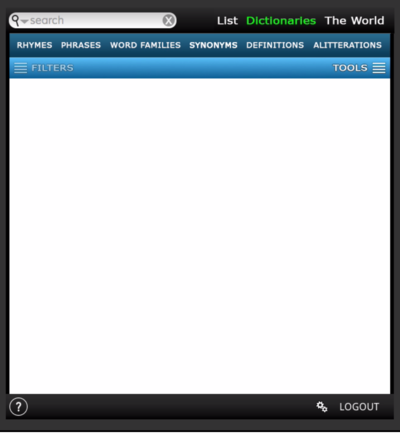 search List Dictionaries The World
RHYMES PHRASES WORD FAMILIES SYNONYMS DEFINITIONS ALITTERATIONS
FILTERS TOOLS
? LOGOUT